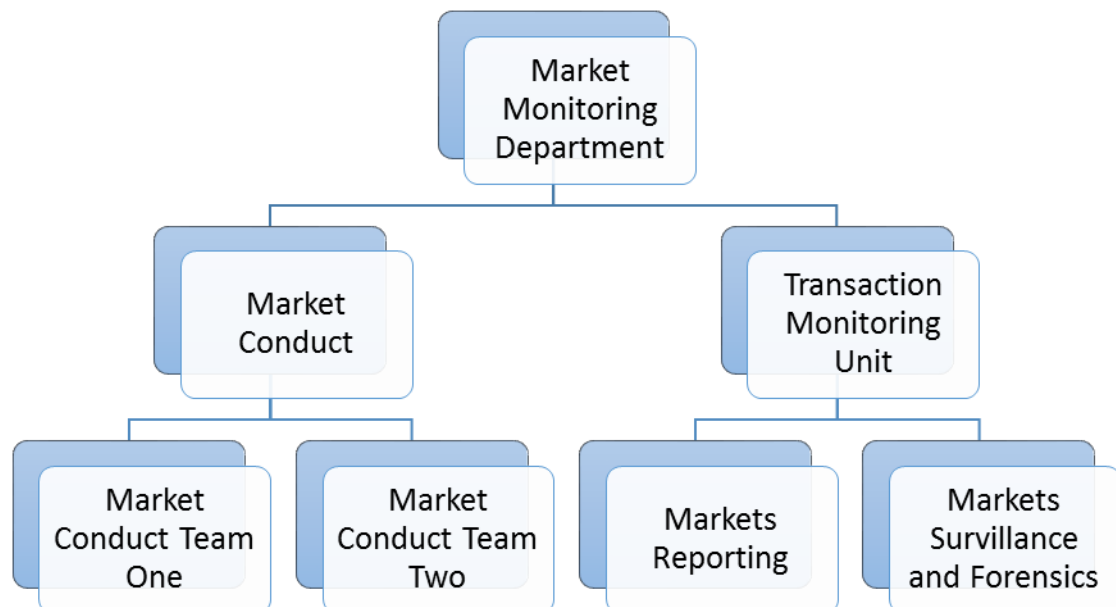 Market
Monitoring
Department
Market
Conduct
Transaction
Monitoring
Unit
Market
Conduct Team
One
Market
Conduct Team
Two
Markets
Reporting
Markets
Survillance
and Forensics